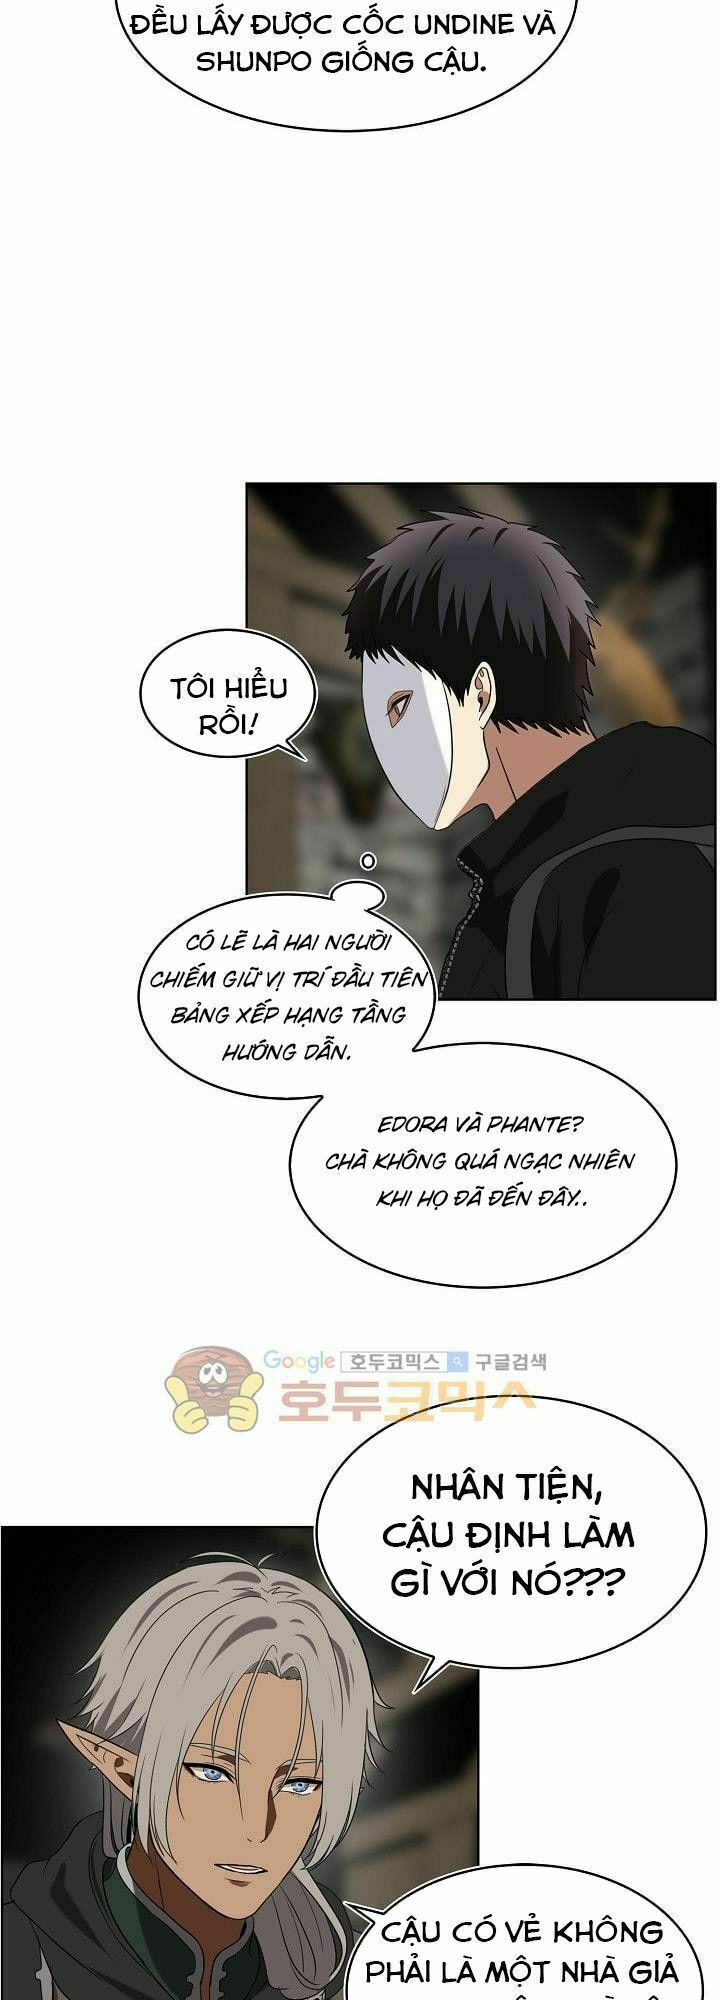 ĐỀU LẤY ĐƯỢC CỐC UNDINE VÀ
SHUNPO GIỐNG CẬU.
TÔI HIỂU
RỒI!
CÓ LẼ LÀ HAI NGƯỜI
CHIẾM GIỮ VỊ TRÍ ĐẦU TIÊN
BẢNG XẾP HẠNG TẦNG
HƯỚNG DẪN.
EDORA VÀ PHANTE?
CHÀ KHÔNG QUÁ NGẠC NHIÊN
KHI HỌ ĐÃ ĐẾN ĐÂY..
Google 호두코믹스 구글검색
호두코믹스
NHÂN TIỆN,
CẬU ĐỊNH LÀM
GÌ VỚI NÓ???
CẬU CÓ VẺ KHÔNG
PHẢI LÀ MỘT NHÀ GIẢ